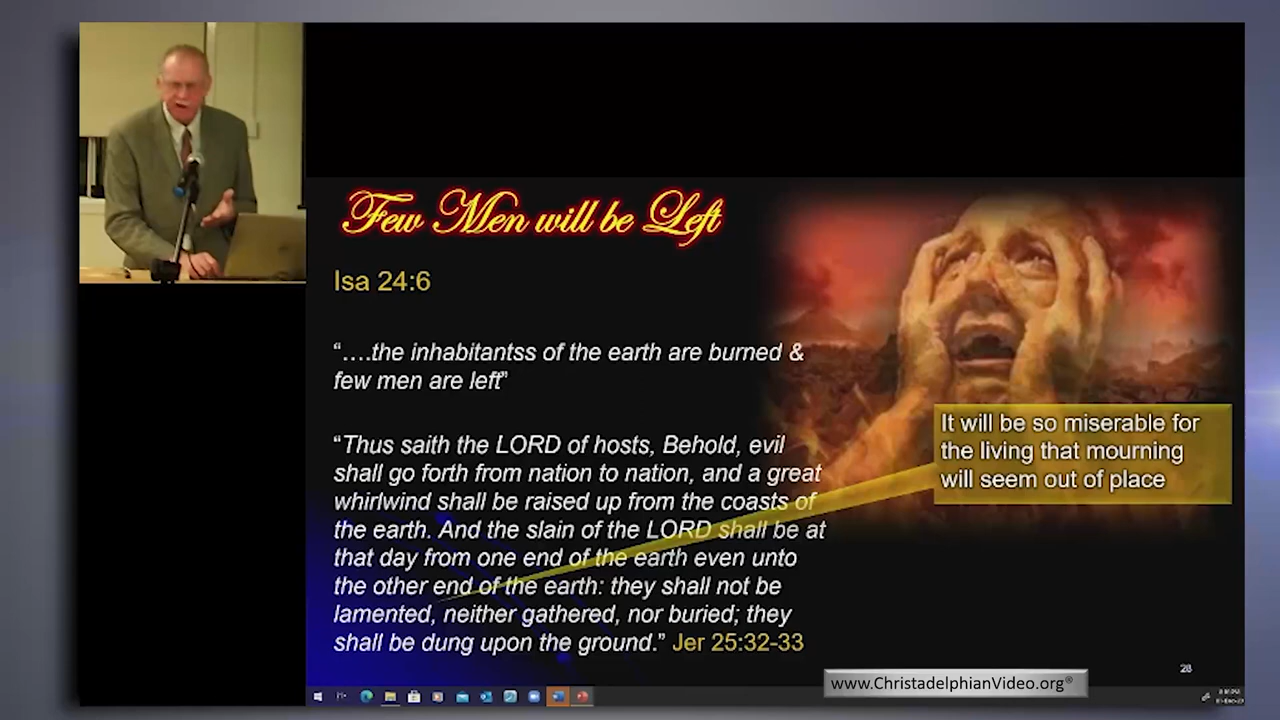 Few Men will be Left
Isa 24:6
“….the inhabitantss of the earth are burned &
few men are left”
“Thus saith the LORD of hosts, Behold, evil
shall go forth from nation to nation, and a great
whirlwind shall be raised up from the coasts of
the earth. And the slain of the LORD shall be at
that day from one end of the earth even unto
the other end of the earth: they shall not be
lamented, neither gathered, nor buried; they
shall be dung upon the ground.” Jer 25:32-33
It will be so miserable for
the living that mourning
will seem out of place
28
www.ChristadelphianVideo.org®